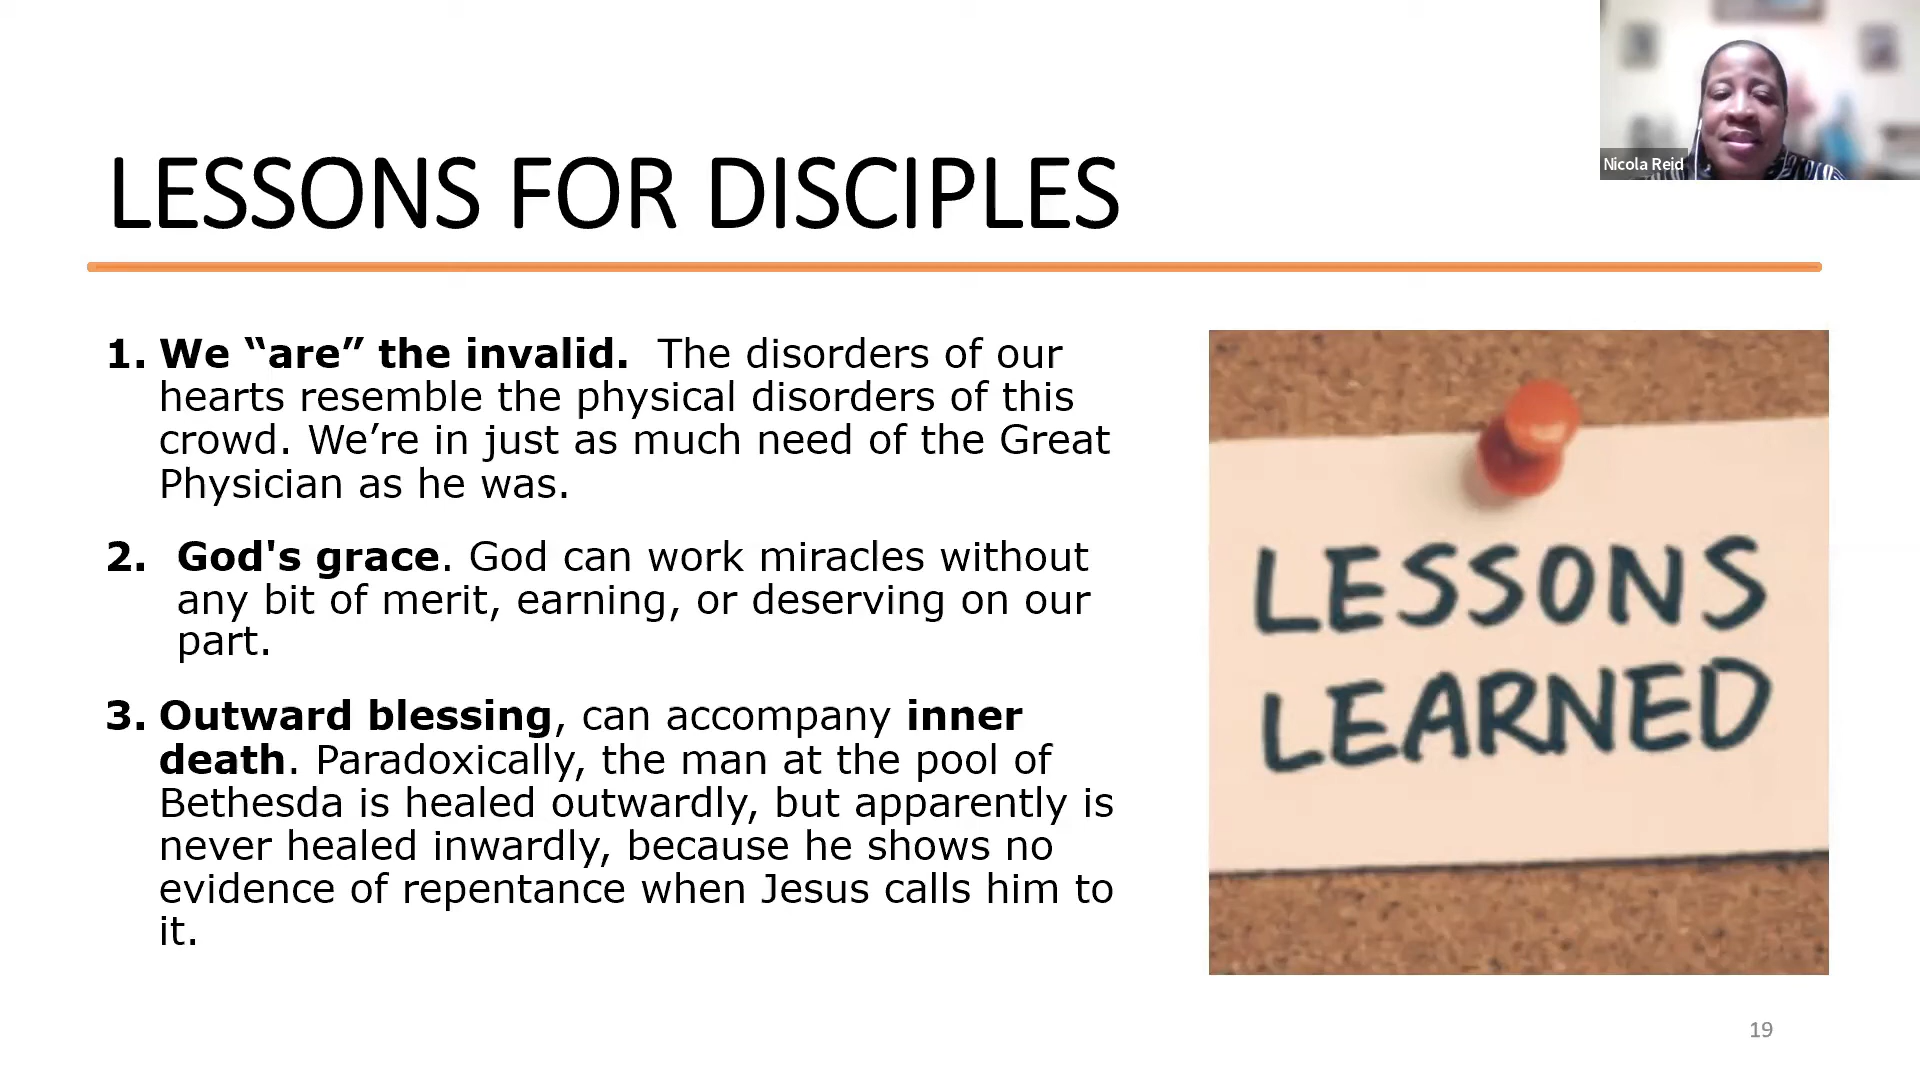 Nicola Reid
LESSONS FOR DISCIPLES
1. We “are” the invalid.  The disorders of our
hearts resemble the physical disorders of this
crowd. We’re in just as much need of the Great
Physician as he was.
2. God's grace. God can work miracles without
any bit of merit, earning, or deserving on our
part.
3. Outward blessing, can accompany inner
death. Paradoxically, the man at the pool of
Bethesda is healed outwardly, but apparently is
never healed inwardly, because he shows no
evidence of repentance when Jesus calls him to
it.
LESSONS
LEARNED
19